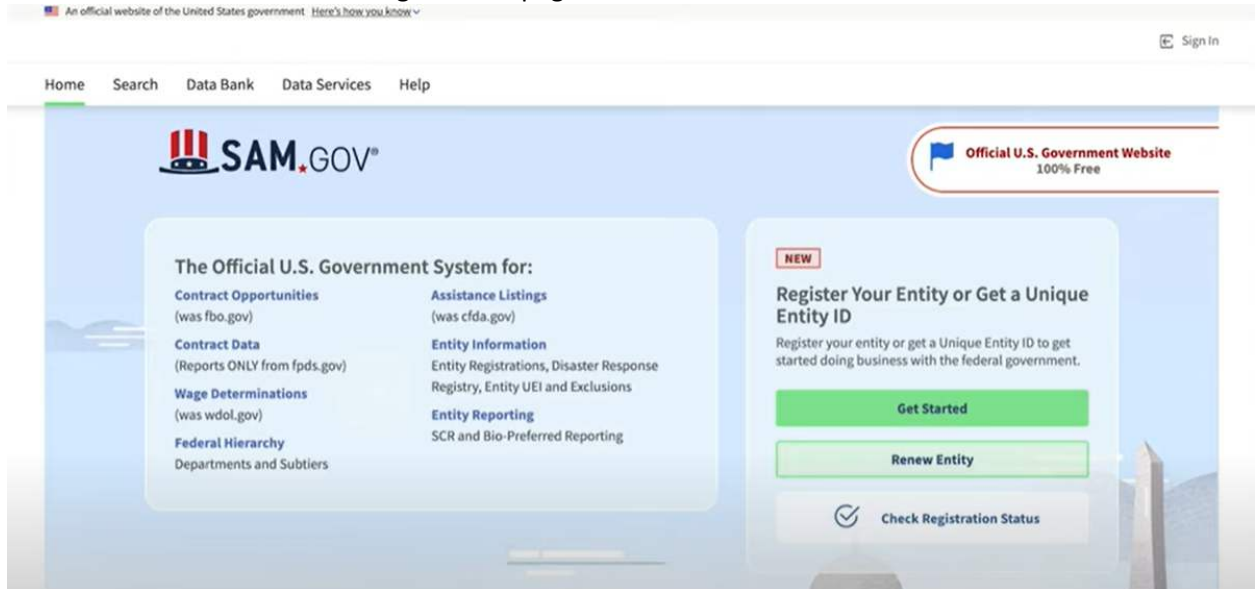 An official website of the United States government Here's how you know
Sign In
Home Search Data Bank Data Services Help
SAM.GOV®
Official U.S. Government Website
100% Free
The Official U.S. Government System for:
Contract Opportunities
(was fbo.gov)
Contract Data
(Reports ONLY from fpds.gov)
Wage Determinations
(was wdol.gov)
Federal Hierarchy
Departments and Subtiers
Assistance Listings
(was cfda.gov)
Entity Information
Entity Registrations, Disaster Response
Registry, Entity UEI and Exclusions
Entity Reporting
SCR and Bio-Preferred Reporting
NEW
Register Your Entity or Get a Unique
Entity ID
Register your entity or get a Unique Entity ID to get
started doing business with the federal government.
Get Started
Renew Entity
Check Registration Status